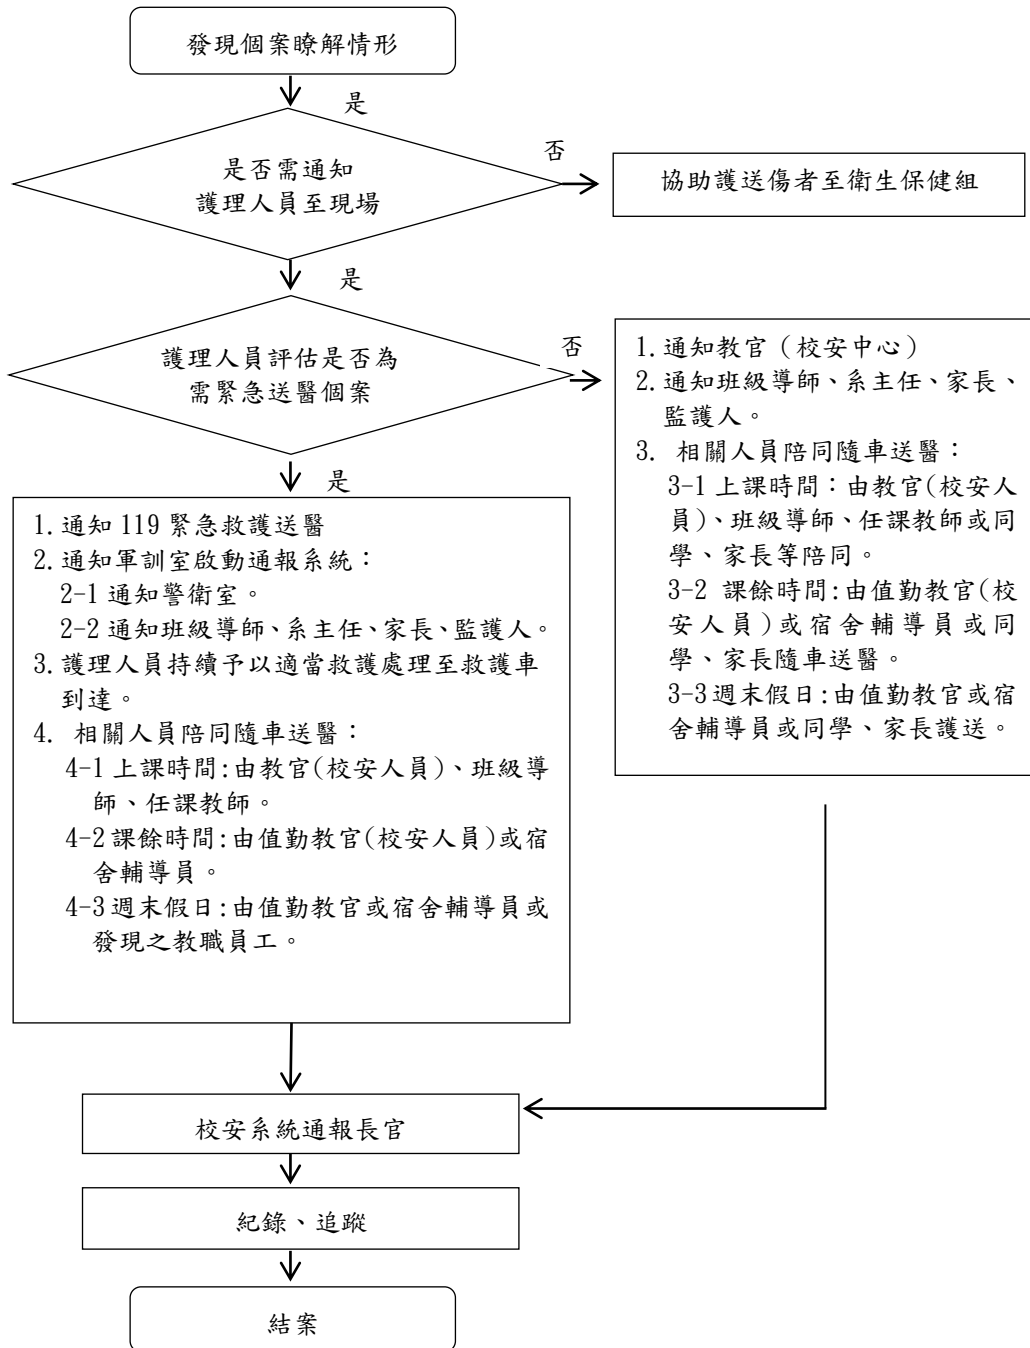 發現個案瞭解情形
是
是否需通知
護理人員至現場
否
協助護送傷者至衛生保健組
是
護理人員評估是否為
需緊急送醫個案
否
1.通知教官（校安中心）
2.通知班級導師、系主任、家長、
監護人。
3. 相關人員陪同隨車送醫：
3-1 上課時間：由教官(校安人
員)、班級導師、任課教師或同
學、家長等陪同。
3-2 課餘時間:由值勤教官(校
安人員)或宿舍輔導員或同
學、家長隨車送醫。
3-3 週末假日:由值勤教官或宿
舍輔導員或同學、家長護送。
是
1.通知 119 緊急救護送醫
2.通知軍訓室啟動通報系統：
2-1 通知警衛室。
2-2 通知班級導師、系主任、家長、監護人。
3.護理人員持續予以適當救護處理至救護車
到達。
4. 相關人員陪同隨車送醫：
4-1 上課時間:由教官(校安人員)、班級導
師、任課教師。
4-2 課餘時間:由值勤教官(校安人員)或宿
舍輔導員。
4-3 週末假日:由值勤教官或宿舍輔導員或
發現之教職員工。
校安系統通報長官
紀錄、追蹤
結案